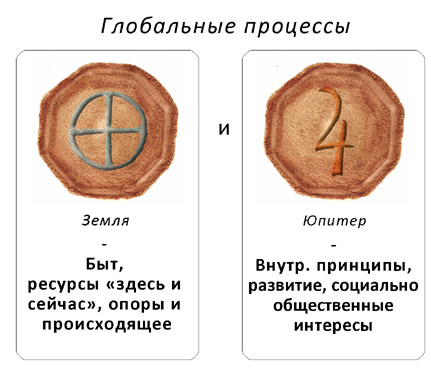 Глобальные процессы
Земля
-
Быт,
ресурсы «здесь и
сейчас», опоры и
происходящее
и
Юпитер
-
Внутр. принципы,
развитие, социально
общественные
интересы